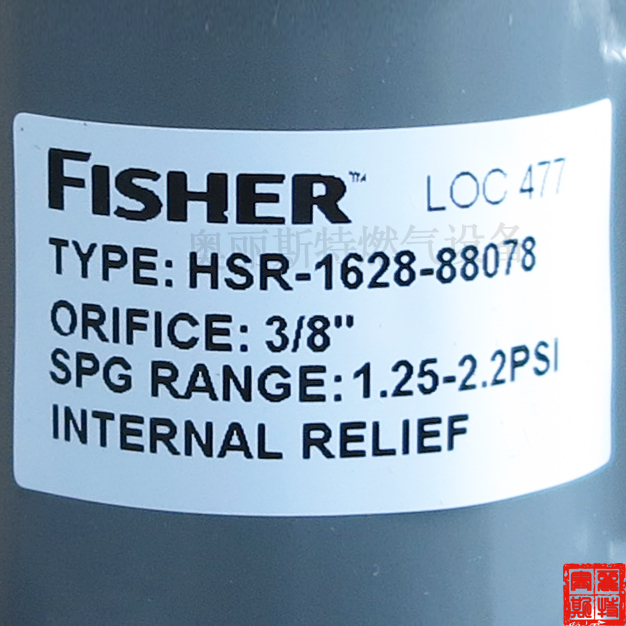 FISHER™ LOC 477
奥丽斯特燃气设备
TYPE: HSR-1628-88078
ORIFICE: 3/8"
SPG RANGE: 1.25-2.2PSI
INTERNAL RELIEF